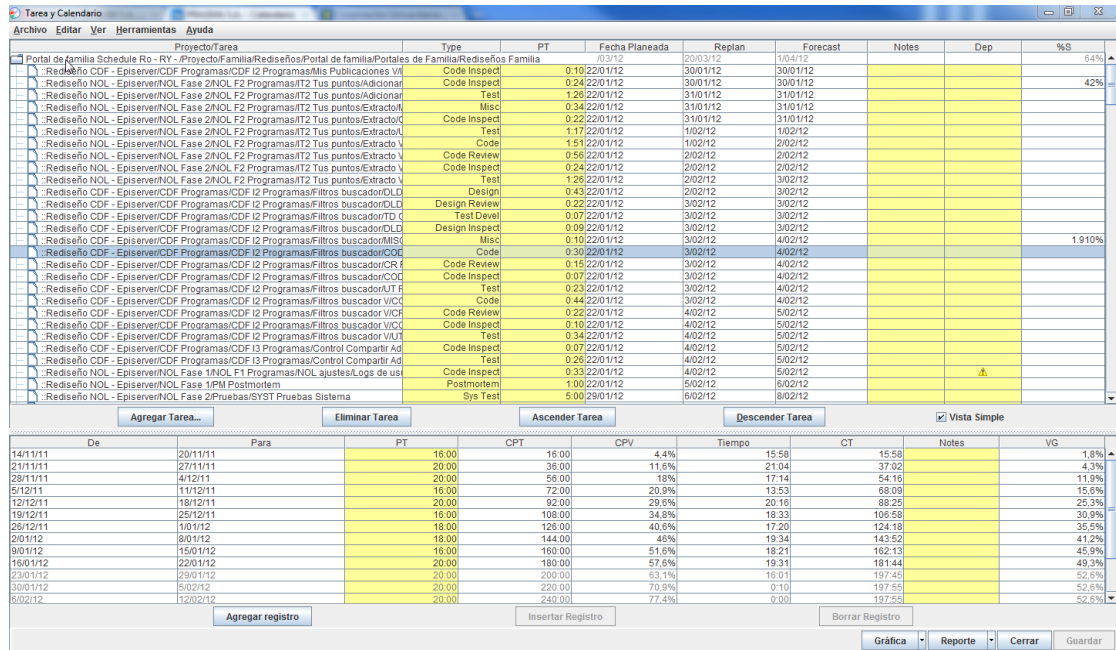 Tarea y Calendario
Archivo Editar Ver Herramientas Ayuda
Proyecto/Tarea Type PT Fecha Planeada Replan Forecast Notes Dep %S
Portal de familia Schedule Ro - RY - /Proyecto/Familia/Rediseños/Portal de familia/Portales de Familia/Rediseños Familia /03/12 20/03/12 1/04/12 64%
::Rediseño CDF - Episerver/CDF Programas/CDF I2 Programas/Mis Publicaciones V/I Code Inspect 0:10 22/01/12 30/01/12 30/01/12
::Rediseño NOL - Episerver/NOL Fase 2/NOL F2 Programas/IT2 Tus puntos/Adicionar Code Inspect 0:24 22/01/12 30/01/12 30/01/12 42%
::Rediseño NOL - Episerver/NOL Fase 2/NOL F2 Programas/IT2 Tus puntos/Adicionar Test 1:26 22/01/12 31/01/12 31/01/12
::Rediseño NOL - Episerver/NOL Fase 2/NOL F2 Programas/IT2 Tus puntos/Extracto/M Misc 0:34 22/01/12 31/01/12 31/01/12
::Rediseño NOL - Episerver/NOL Fase 2/NOL F2 Programas/IT2 Tus puntos/Extracto/C Code Inspect 0:22 22/01/12 31/01/12 31/01/12
::Rediseño NOL - Episerver/NOL Fase 2/NOL F2 Programas/IT2 Tus puntos/Extracto/U Test 1:17 22/01/12 1/02/12 1/02/12
::Rediseño NOL - Episerver/NOL Fase 2/NOL F2 Programas/IT2 Tus puntos/Extracto V Code 1:51 22/01/12 1/02/12 2/02/12
::Rediseño NOL - Episerver/NOL Fase 2/NOL F2 Programas/IT2 Tus puntos/Extracto V Code Review 0:56 22/01/12 2/02/12 2/02/12
::Rediseño NOL - Episerver/NOL Fase 2/NOL F2 Programas/IT2 Tus puntos/Extracto V Code Inspect 0:24 22/01/12 2/02/12 2/02/12
::Rediseño NOL - Episerver/NOL Fase 2/NOL F2 Programas/IT2 Tus puntos/Extracto V Test 1:26 22/01/12 2/02/12 3/02/12
::Rediseño CDF - Episerver/CDF Programas/CDF I2 Programas/Filtros buscador/DLD Design 0:43 22/01/12 2/02/12 3/02/12
::Rediseño CDF - Episerver/CDF Programas/CDF I2 Programas/Filtros buscador/DLD Design Review 0:22 22/01/12 3/02/12 3/02/12
::Rediseño CDF - Episerver/CDF Programas/CDF I2 Programas/Filtros buscador/TD C Test Devel 0:07 22/01/12 3/02/12 3/02/12
::Rediseño CDF - Episerver/CDF Programas/CDF I2 Programas/Filtros buscador/DLD Design Inspect 0:09 22/01/12 3/02/12 3/02/12
::Rediseño CDF - Episerver/CDF Programas/CDF I2 Programas/Filtros buscador/MISC Misc 0:10 22/01/12 3/02/12 4/02/12 1.910%
::Rediseño CDF - Episerver/CDF Programas/CDF I2 Programas/Filtros buscador/COD Code 0:30 22/01/12 3/02/12 4/02/12
::Rediseño CDF - Episerver/CDF Programas/CDF I2 Programas/Filtros buscador/CR F Code Review 0:15 22/01/12 3/02/12 4/02/12
::Rediseño CDF - Episerver/CDF Programas/CDF I2 Programas/Filtros buscador/COD Code Inspect 0:07 22/01/12 3/02/12 4/02/12
::Rediseño CDF - Episerver/CDF Programas/CDF I2 Programas/Filtros buscador/UT F Test 0:23 22/01/12 3/02/12 4/02/12
::Rediseño CDF - Episerver/CDF Programas/CDF I2 Programas/Filtros buscador V/CO Code 0:44 22/01/12 3/02/12 4/02/12
::Rediseño CDF - Episerver/CDF Programas/CDF I2 Programas/Filtros buscador V/CF Code Review 0:22 22/01/12 4/02/12 5/02/12
::Rediseño CDF - Episerver/CDF Programas/CDF I2 Programas/Filtros buscador V/CO Code Inspect 0:10 22/01/12 4/02/12 5/02/12
::Rediseño CDF - Episerver/CDF Programas/CDF I2 Programas/Filtros buscador V/UT Test 0:34 22/01/12 4/02/12 5/02/12
::Rediseño CDF - Episerver/CDF Programas/CDF I3 Programas/Control Compartir Ad Code Inspect 0:07 22/01/12 4/02/12 5/02/12
::Rediseño CDF - Episerver/CDF Programas/CDF I3 Programas/Control Compartir Ad Test 0:26 22/01/12 4/02/12 5/02/12
::Rediseño NOL - Episerver/NOL Fase 1/NOL F1 Programas/NOL ajustes/Logs de usu Code Inspect 0:33 22/01/12 4/02/12 5/02/12
::Rediseño NOL - Episerver/NOL Fase 1/PM Postmortem Postmortem 1:00 22/01/12 5/02/12 6/02/12
::Rediseño NOL - Episerver/NOL Fase 2/Pruebas/SYST Pruebas Sistema Sys Test 5:00 29/01/12 6/02/12 8/02/12
Agregar Tarea... Eliminar Tarea Ascender Tarea Descender Tarea Vista Simple
De Para PT CPT CPV Tiempo CT Notes VG
14/11/11 20/11/11 16:00 16:00 4,4% 15:58 15:58 1,8%
21/11/11 27/11/11 20:00 36:00 11,6% 21:04 37:02 4,3%
28/11/11 4/12/11 20:00 56:00 18% 17:14 54:16 11,9%
5/12/11 11/12/11 16:00 72:00 20,9% 13:53 68:09 15,6%
12/12/11 18/12/11 20:00 92:00 29,6% 20:16 88:25 25,3%
19/12/11 25/12/11 16:00 108:00 34,8% 18:33 106:58 30,9%
26/12/11 1/01/12 18:00 126:00 40,6% 17:20 124:18 35,5%
2/01/12 8/01/12 18:00 144:00 46% 19:34 143:52 41,2%
9/01/12 15/01/12 16:00 160:00 51,6% 18:21 162:13 45,9%
16/01/12 22/01/12 20:00 180:00 57,6% 19:31 181:44 49,3%
23/01/12 29/01/12 20:00 200:00 63,1% 16:01 197:45 52,6%
30/01/12 5/02/12 20:00 220:00 70,9% 0:10 197:55 52,6%
6/02/12 12/02/12 20:00 240:00 77,4% 0:00 197:55 52,6%
Agregar registro Insertar Registro Borrar Registro
Gráfica Reporte Cerrar Guardar